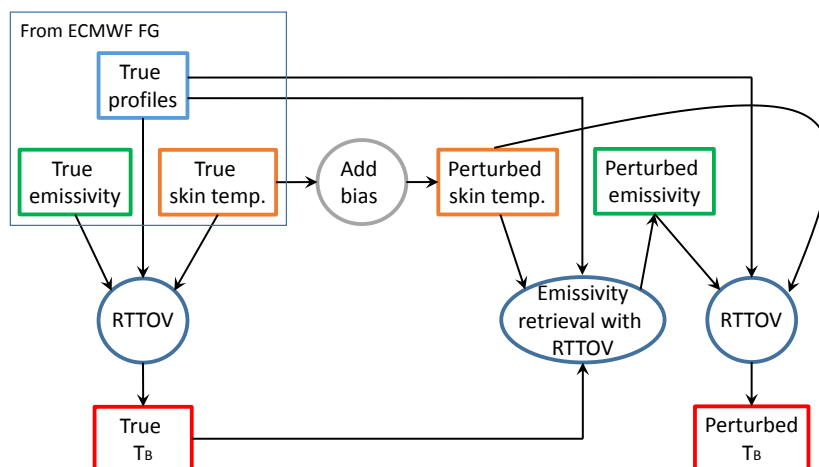 From ECMWF FG
True
profiles
True
emissivity
True
skin temp.
Add
bias
Perturbed
skin temp.
Perturbed
emissivity
RTTOV
Emissivity
retrieval with
RTTOV
RTTOV
True
TB
Perturbed
TB